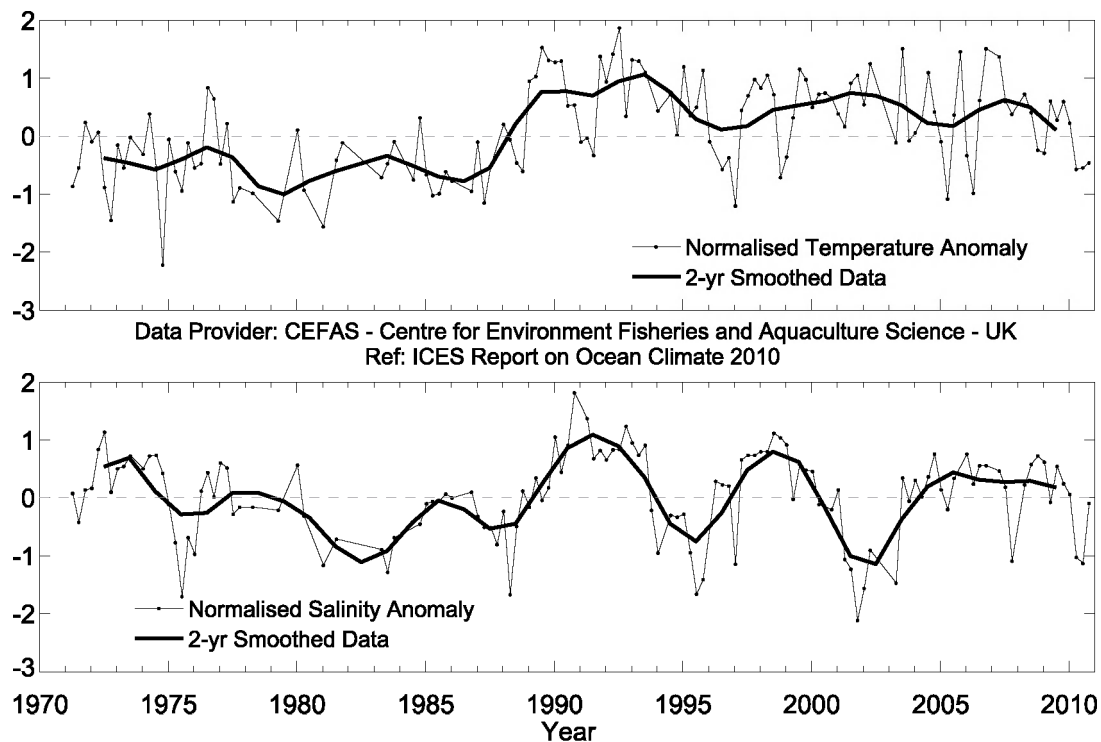 2
1
0
-1
-2
-3
Normalised Temperature Anomaly
2-yr Smoothed Data
Data Provider: CEFAS - Centre for Environment Fisheries and Aquaculture Science - UK
Ref: ICES Report on Ocean Climate 2010
2
1
0
-1
-2
-3
Normalised Salinity Anomaly
2-yr Smoothed Data
1970 1975 1980 1985 1990 1995 2000 2005 2010
Year